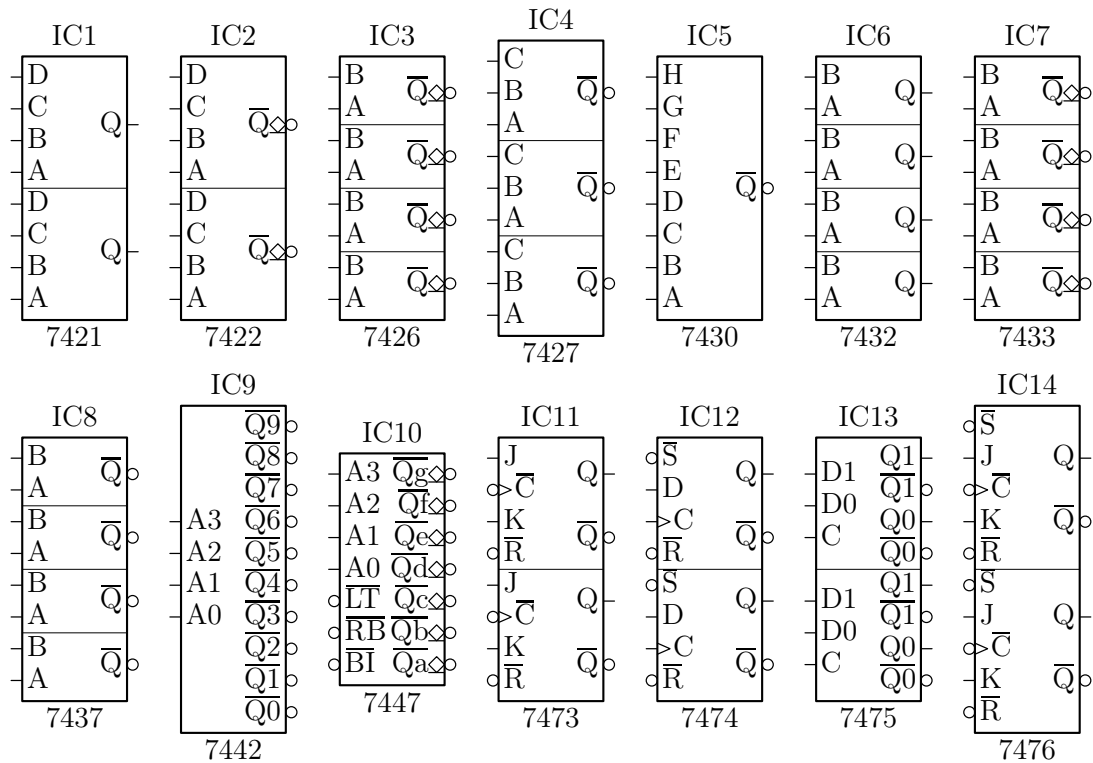 IC1
D
C
Q
B
A
D
C
Q
B
A
7421
IC2
D
C
Q̅
B
A
D
C
Q̅
B
A
7422
IC3
B
Q̅
A
B
Q̅
A
B
Q̅
A
B
Q̅
A
7426
IC4
C
B Q̅
A
C
B Q̅
A
C
B Q̅
A
7427
IC5
H
G
F
E
Q̅
D
C
B
A
7430
IC6
B
Q
A
B
Q
A
B
Q
A
B
Q
A
7432
IC7
B
Q̅
A
B
Q̅
A
B
Q̅
A
B
Q̅
A
7433
IC8
B
Q̅
A
B
Q̅
A
B
Q̅
A
B
Q̅
A
7437
IC9
Q̅9̅
Q̅8̅
Q̅7̅
A3 Q̅6̅
A2 Q̅5̅
A1 Q̅4̅
A0 Q̅3̅
Q̅2̅
Q̅1̅
Q̅0̅
7442
IC10
A3 Q̅g̅
A2 Q̅f̅
A1 Q̅e̅
A0 Q̅d̅
L̅T̅ Q̅c̅
R̅B̅ Q̅b̅
B̅I̅ Q̅a̅
7447
IC11
J
Q
C̅
K
Q̅
R̅
J
Q
C̅
K
Q̅
R̅
7473
IC12
S̅
Q
D
C
Q̅
R̅
S̅
Q
D
C
Q̅
R̅
7474
IC13
Q1
D1
Q̅1̅
D0
Q0
C
Q̅0̅
Q1
D1
Q̅1̅
D0
Q0
C
Q̅0̅
7475
IC14
S̅
J Q
C̅
K Q̅
R̅
S̅
J Q
C̅
K Q̅
R̅
7476